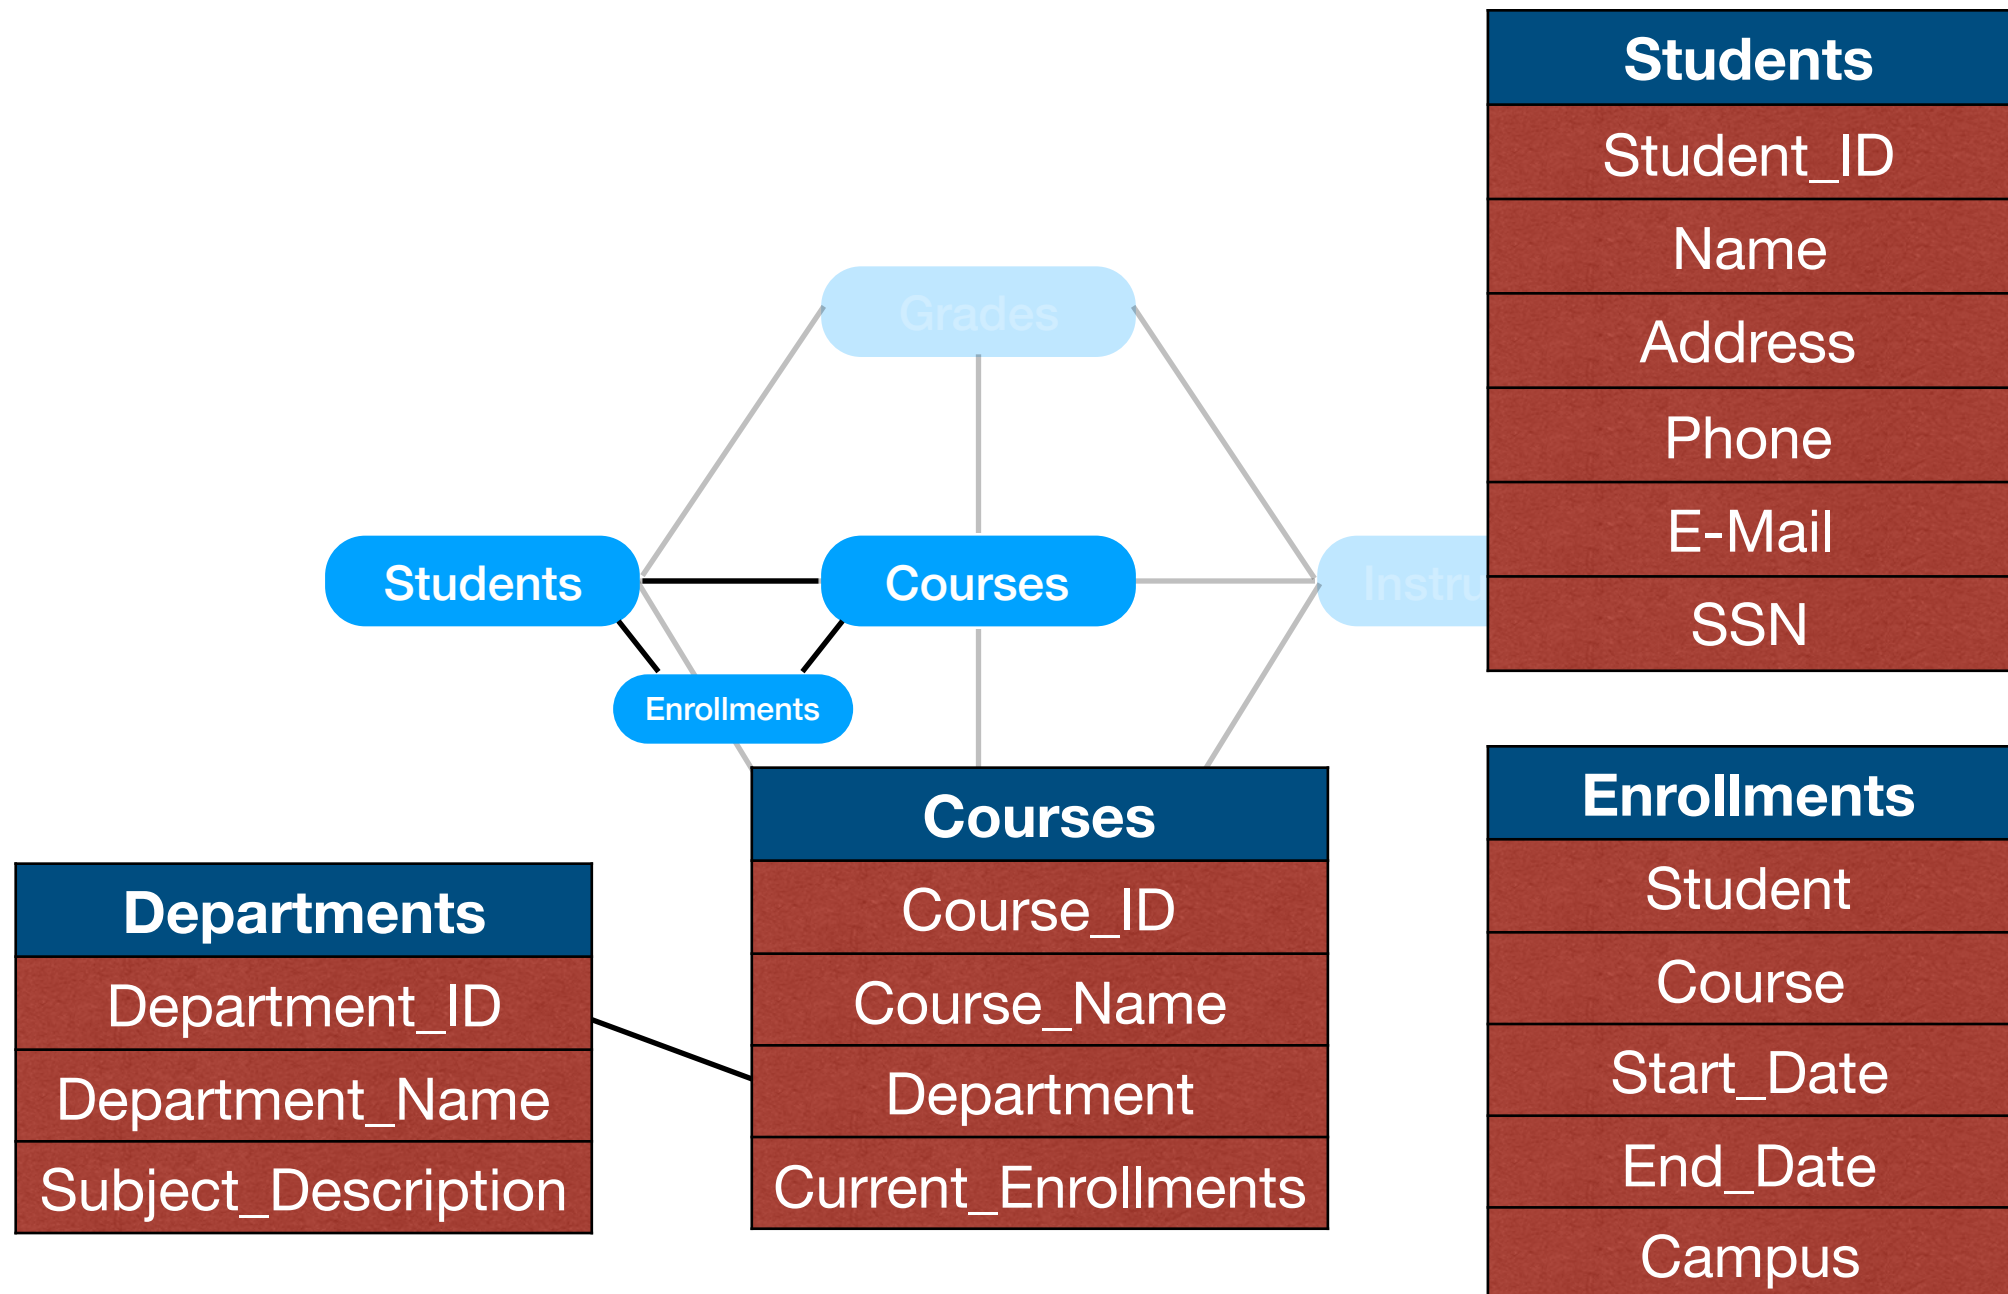 Grades
Students
Courses
Instru
Enrollments
Students
Student_ID
Name
Address
Phone
E-Mail
SSN
Departments
Department_ID
Department_Name
Subject_Description
Courses
Course_ID
Course_Name
Department
Current_Enrollments
Enrollments
Student
Course
Start_Date
End_Date
Campus